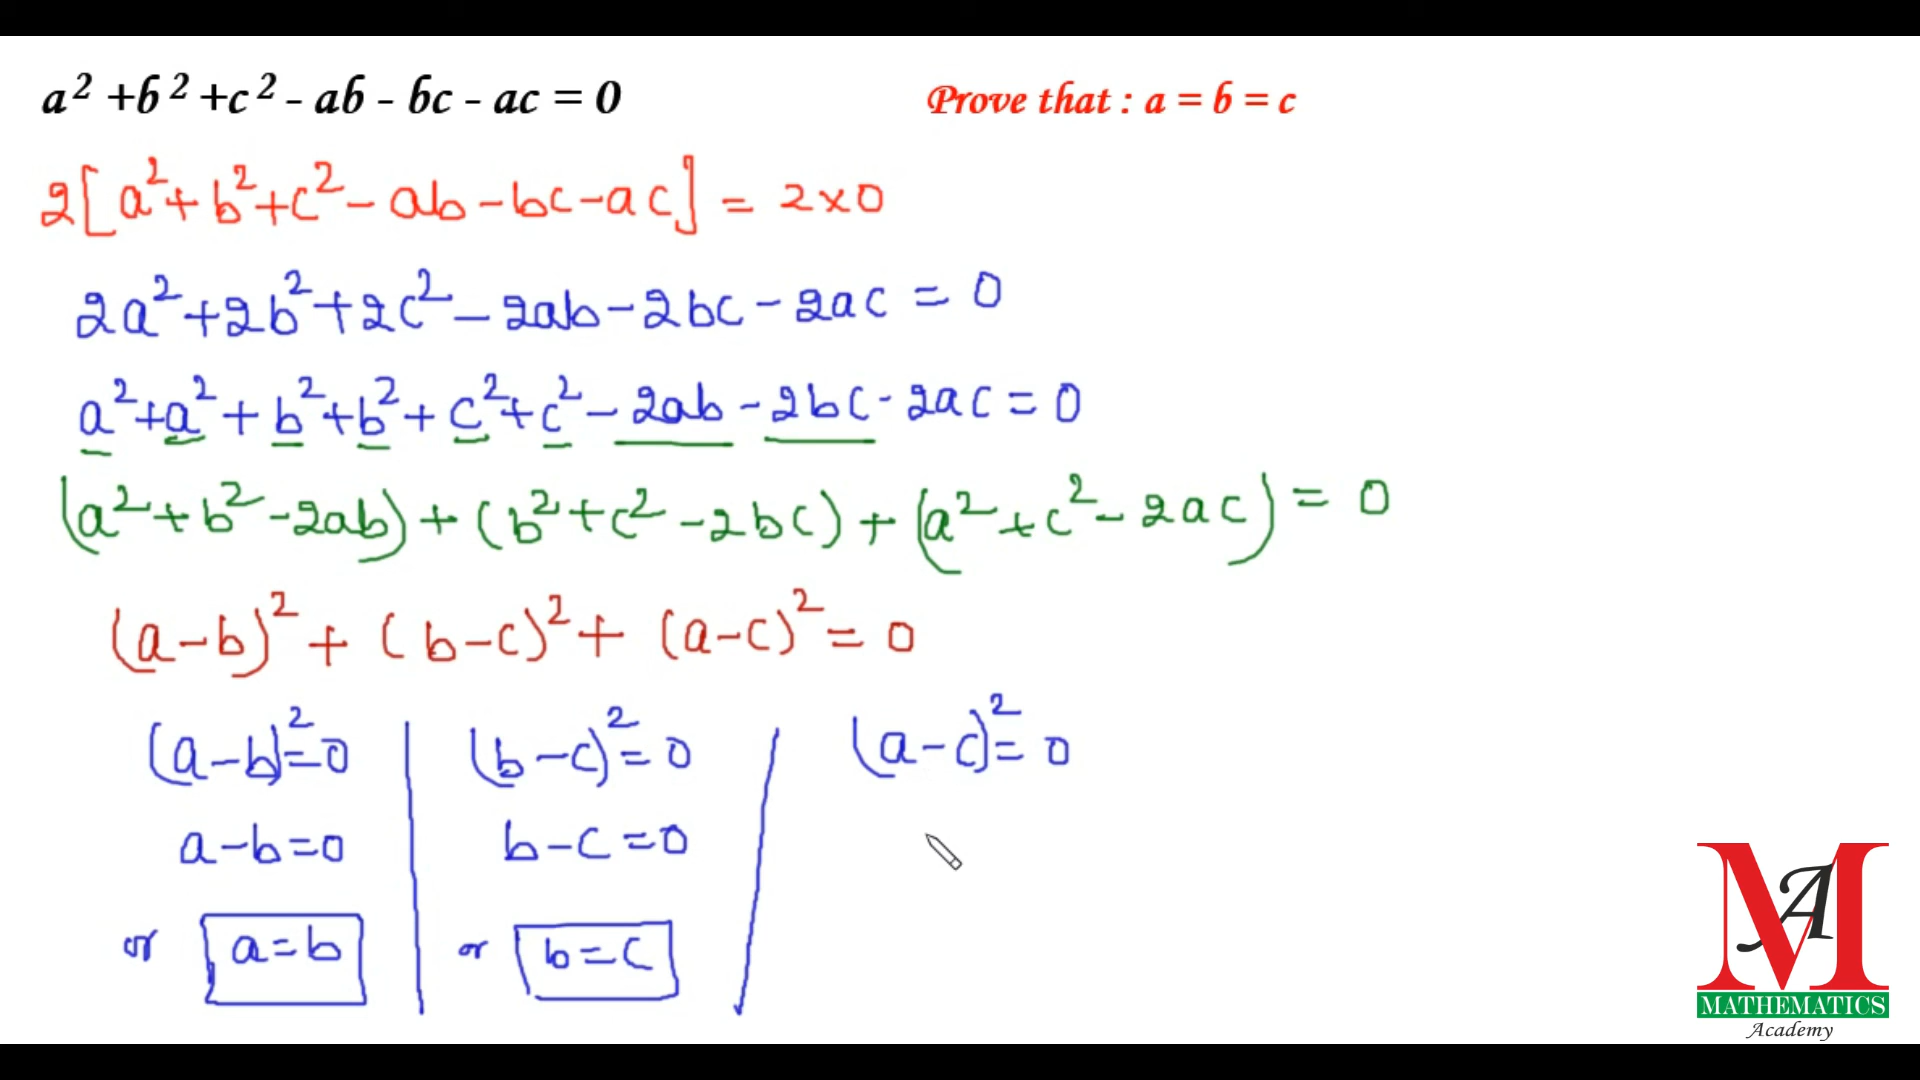 a² + b² + c² - ab - bc - ac = 0
Prove that : a = b = c
2[a² + b² + c² - ab - bc - ac] = 2 × 0
2a² + 2b² + 2c² - 2ab - 2bc - 2ac = 0
a² + a² + b² + b² + c² + c² - 2ab - 2bc - 2ac = 0
(a² + b² - 2ab) + (b² + c² - 2bc) + (a² + c² - 2ac) = 0
(a - b)² + (b - c)² + (a - c)² = 0
(a - b)² = 0
a - b = 0
or a = b
(b - c)² = 0
b - c = 0
or b = c
(a - c)² = 0
MA
MATHEMATICS
Academy